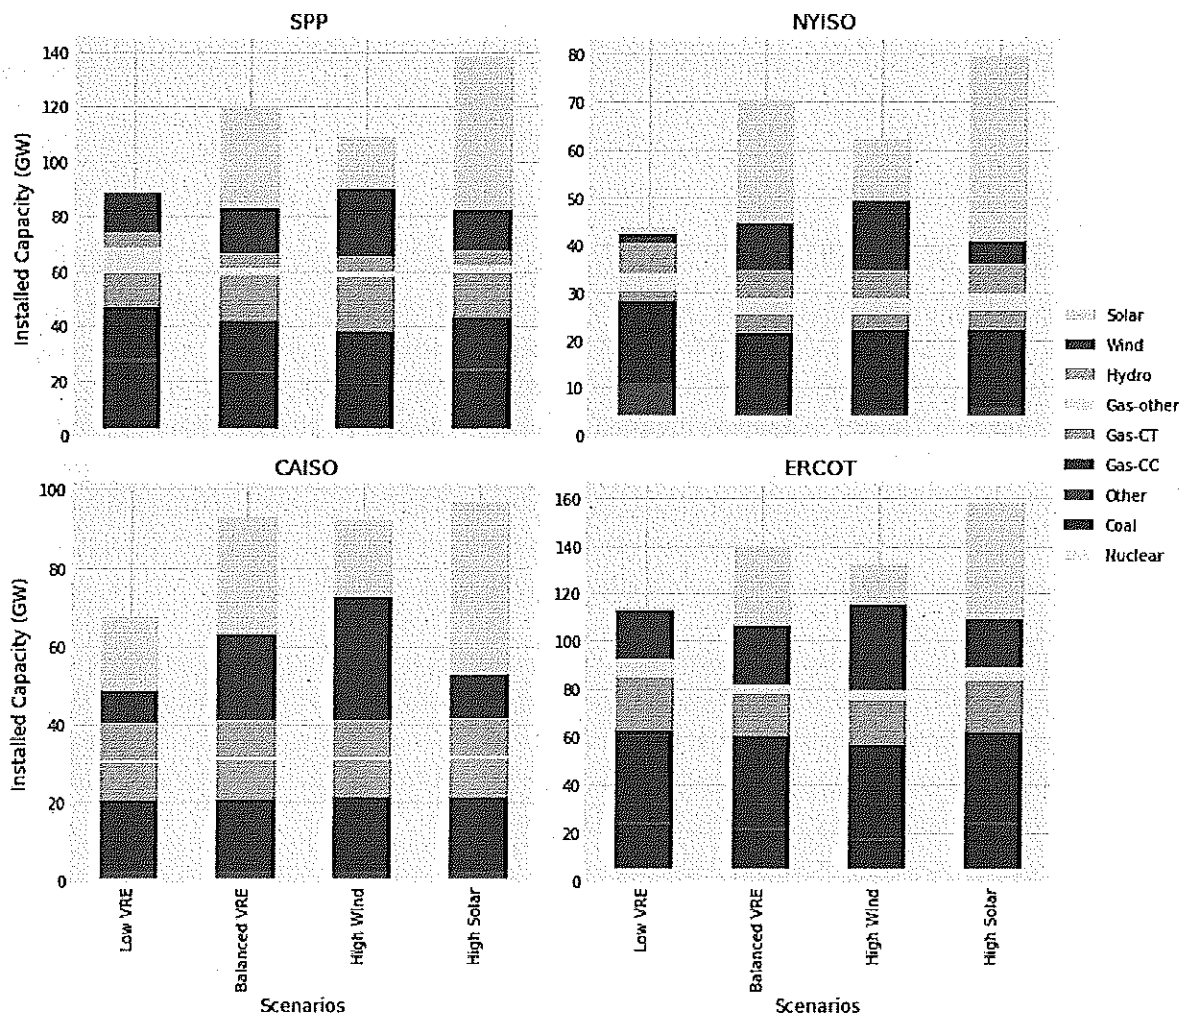 SPP
Installed Capacity (GW)
140
120
100
80
60
40
20
0
NYISO
80
70
60
50
40
30
20
10
0
Solar
Wind
Hydro
Gas-other
Gas-CT
Gas-CC
Other
Coal
Nuclear
CAISO
Installed Capacity (GW)
100
80
60
40
20
0
Low VRE
Balanced VRE
High Wind
High Solar
Scenarios
ERCOT
160
140
120
100
80
60
40
20
0
Low VRE
Balanced VRE
High Wind
High Solar
Scenarios